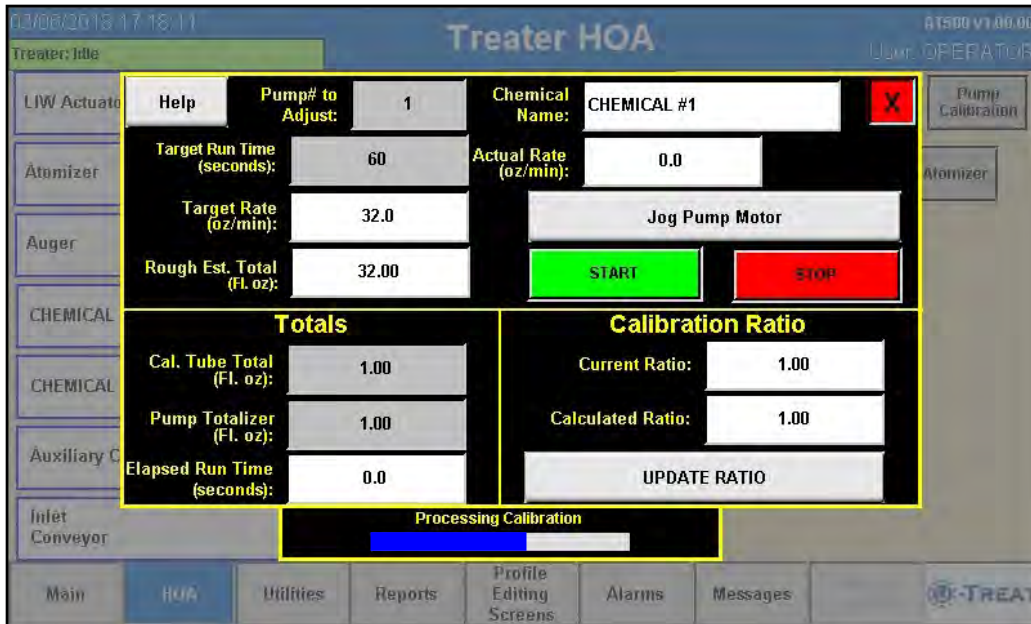 03/06/2018 17:18:11
Treater HOA
Treater: Idle
User: OPERATOR
LIW
Help
Pump# to
Adjust:
1
Chemical
Name:
CHEMICAL #1
X
Pump
Calibration
Atomizer
Target Run Time
(seconds):
60
Actual Rate
(oz/min):
0.0
Atomizer
Auger
Target Rate
(oz/min):
32.0
Jog Pump Motor
Rough Est. Total
(Fl. oz):
32.00
START
STOP
CHEMICAL
Totals
Calibration Ratio
CHEMICAL
Cal. Tube Total
(Fl. oz):
1.00
Current Ratio:
1.00
Pump Totalizer
(Fl. oz):
1.00
Calculated Ratio:
1.00
Auxiliary
Elapsed Run Time
(seconds):
0.0
UPDATE RATIO
Inlet
Conveyor
Processing Calibration
Main
HOA
Utilities
Reports
Profile
Editing
Screens
Alarms
Messages
-TREAT